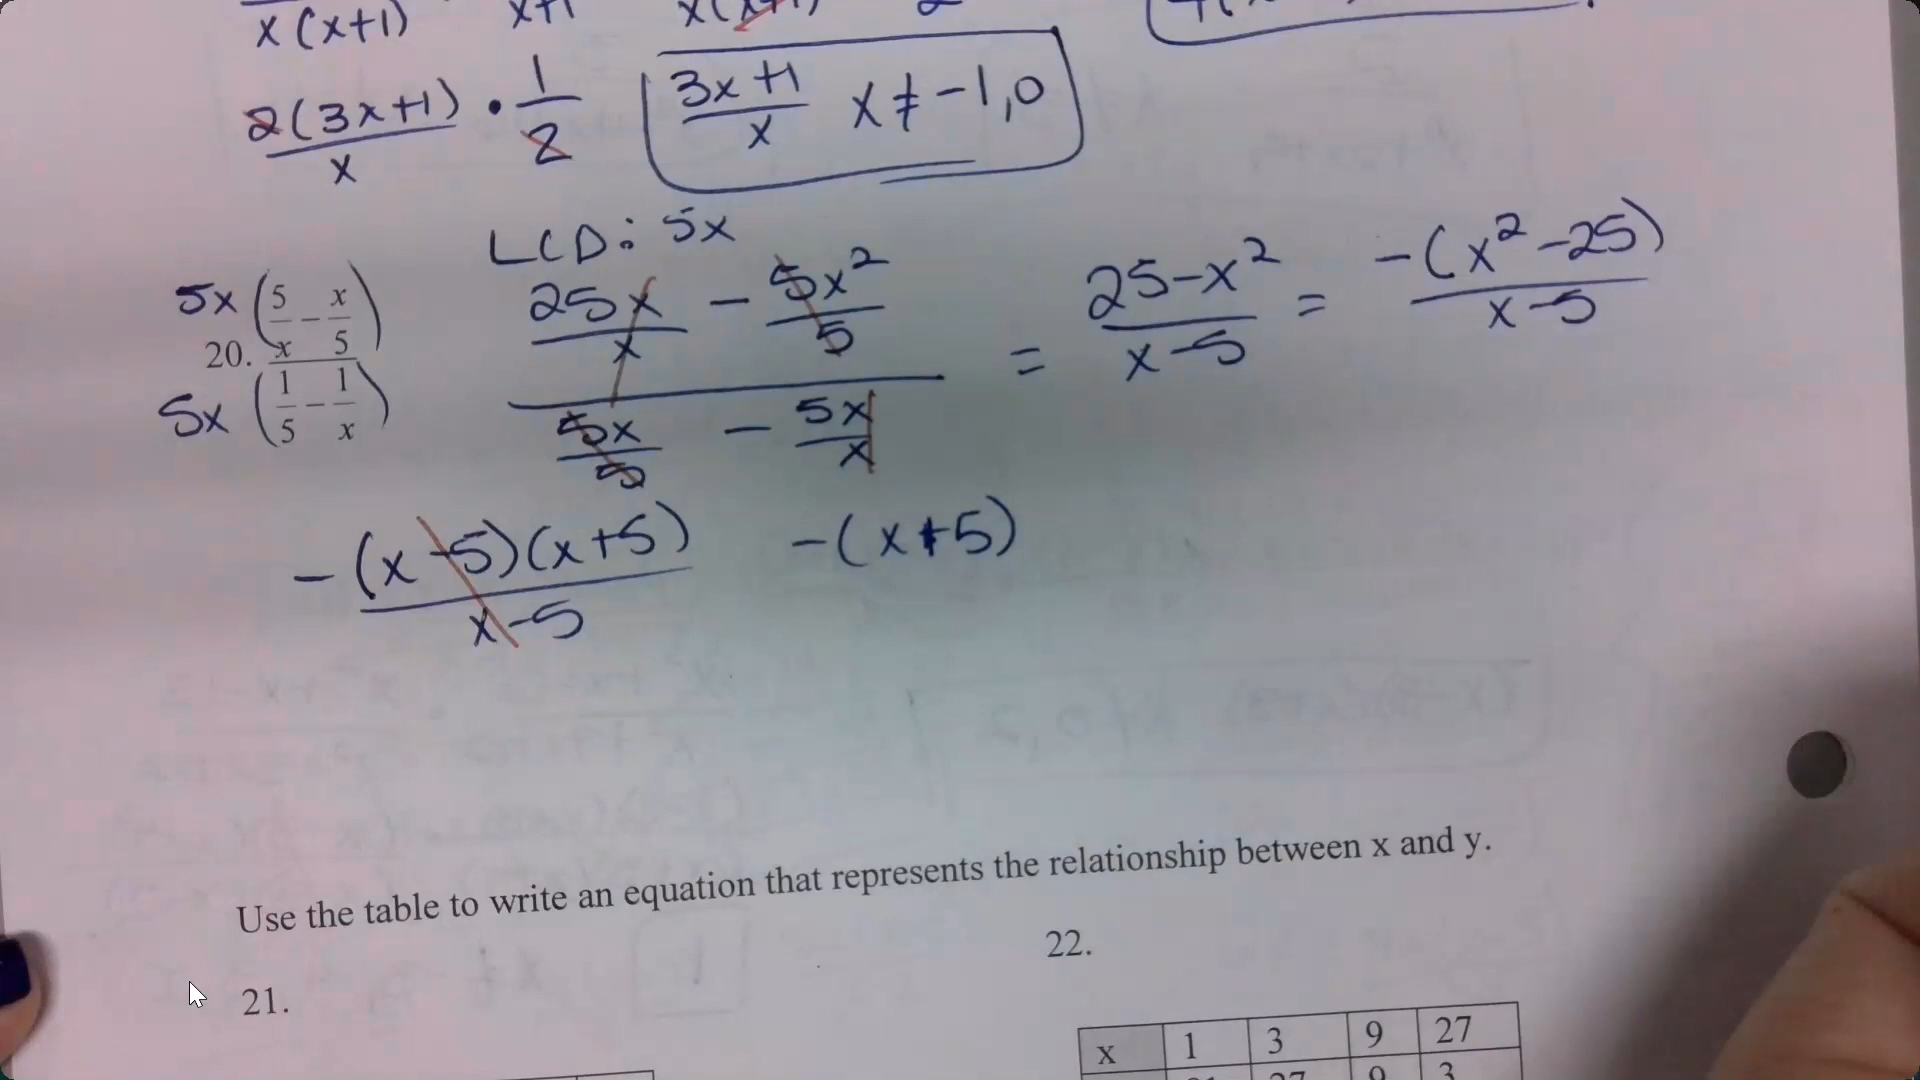 x(x+1) x+1
2(3x+1)/x • 1/2 3x+1/x x ≠ -1,0
LCD: 5x
20. 5x(5/x − x/5) / 5x(1/5 − 1/x)
25x/x − 5x²/5 / 5x/5 − 5x/x = 25-x²/x-5 = -(x²-25)/x-5
-(x-5)(x+5)/x-5 -(x+5)
Use the table to write an equation that represents the relationship between x and y.
22.
21.
x 1 3 9 27